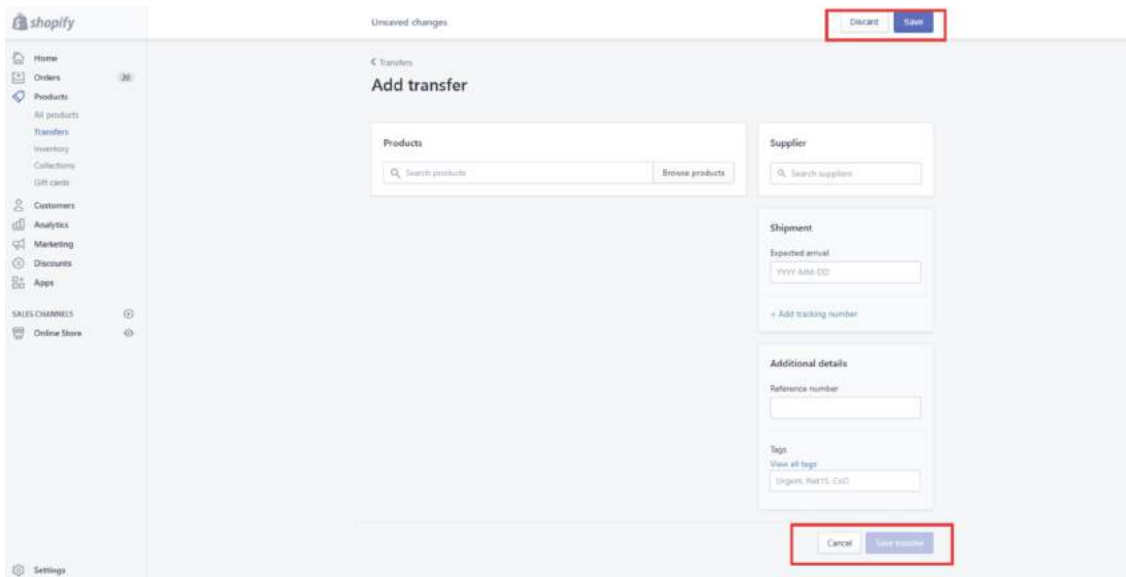 shopify
Unsaved changes
Discard
Save
Home
Orders
20
Products
All products
Transfers
Inventory
Collections
Gift cards
Customers
Analytics
Marketing
Discounts
Apps
SALES CHANNELS
Online Store
Settings
Transfers
Add transfer
Products
Search products
Browse products
Supplier
Search suppliers
Shipment
Expected arrival
YYYY-MM-DD
+ Add tracking number
Additional details
Reference number
Tags
View all tags
Urgent, Net15, CoD
Cancel
Save transfer